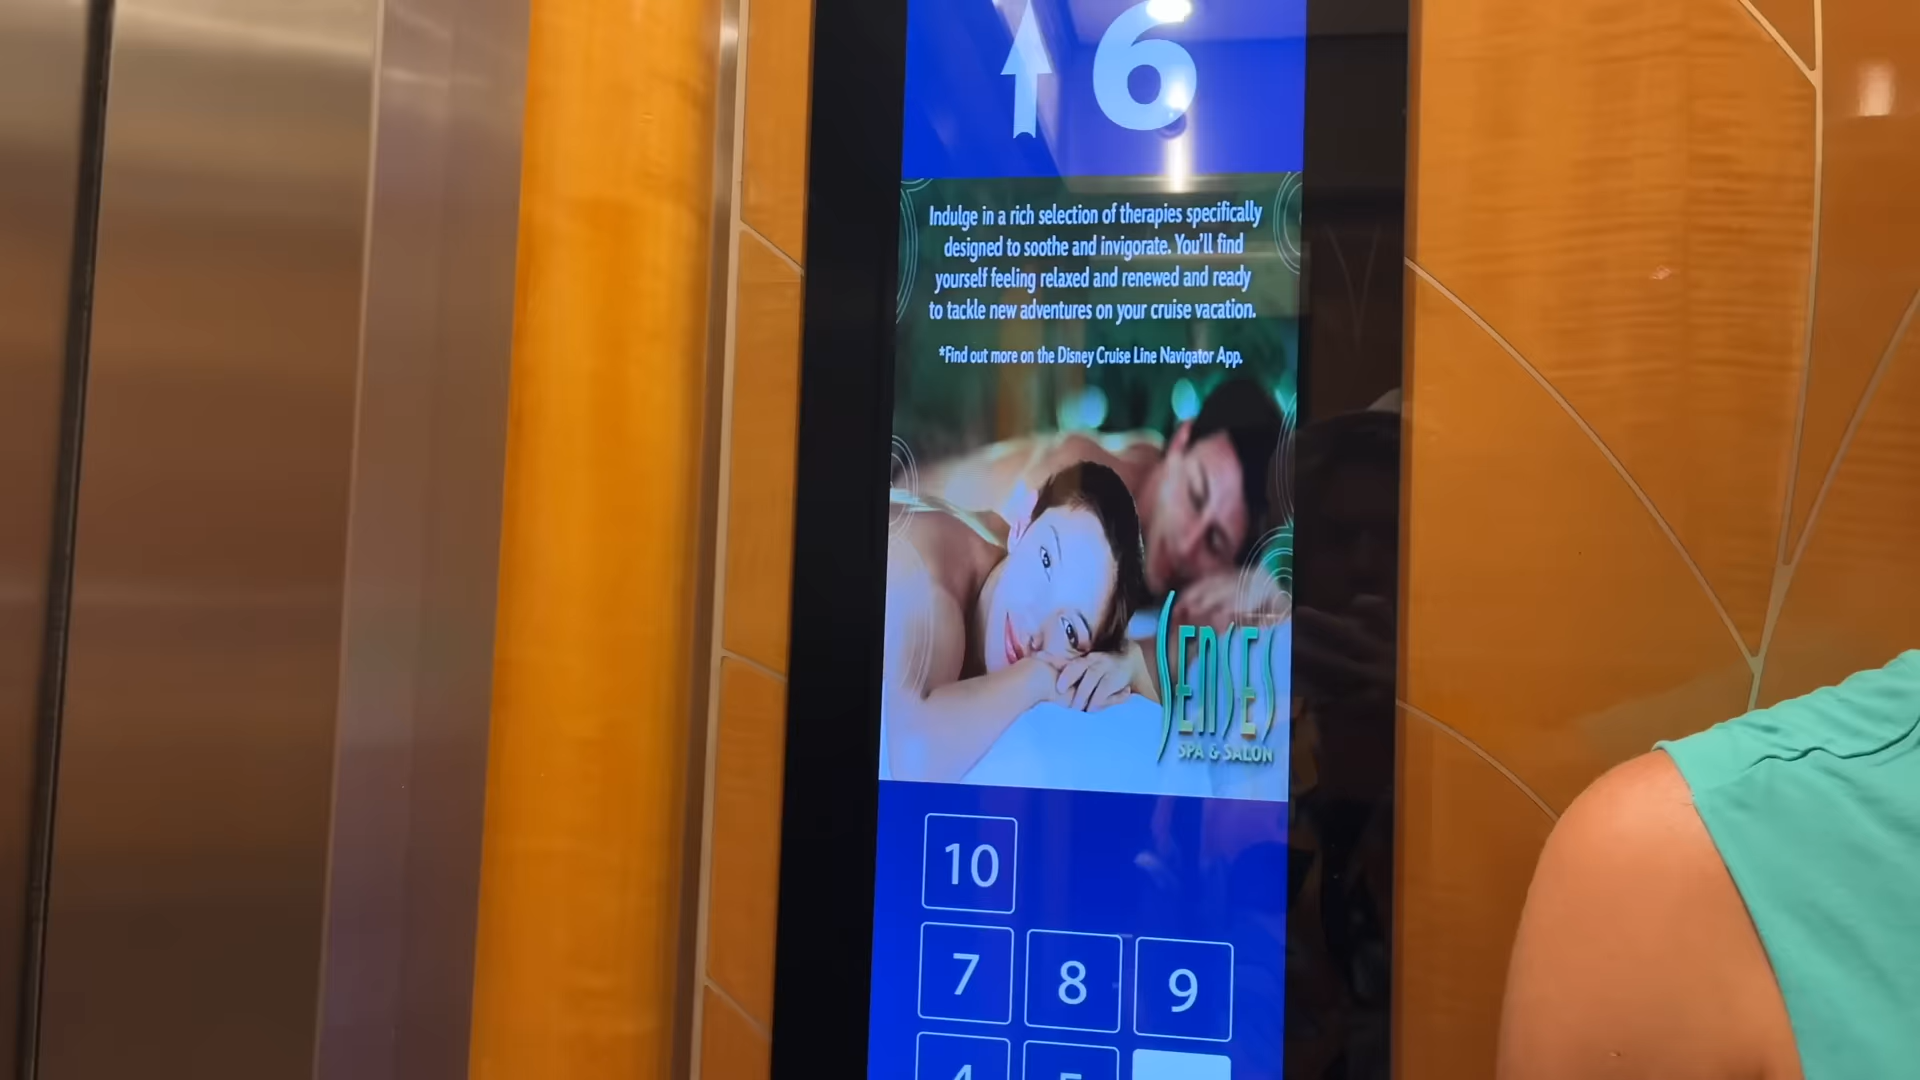 6
Indulge in a rich selection of therapies specifically
designed to soothe and invigorate. You'll find
yourself feeling relaxed and renewed and ready
to tackle new adventures on your cruise vacation.
*Find out more on the Disney Cruise Line Navigator App.
SENSES
SPA & SALON
10
7 8 9
4 5